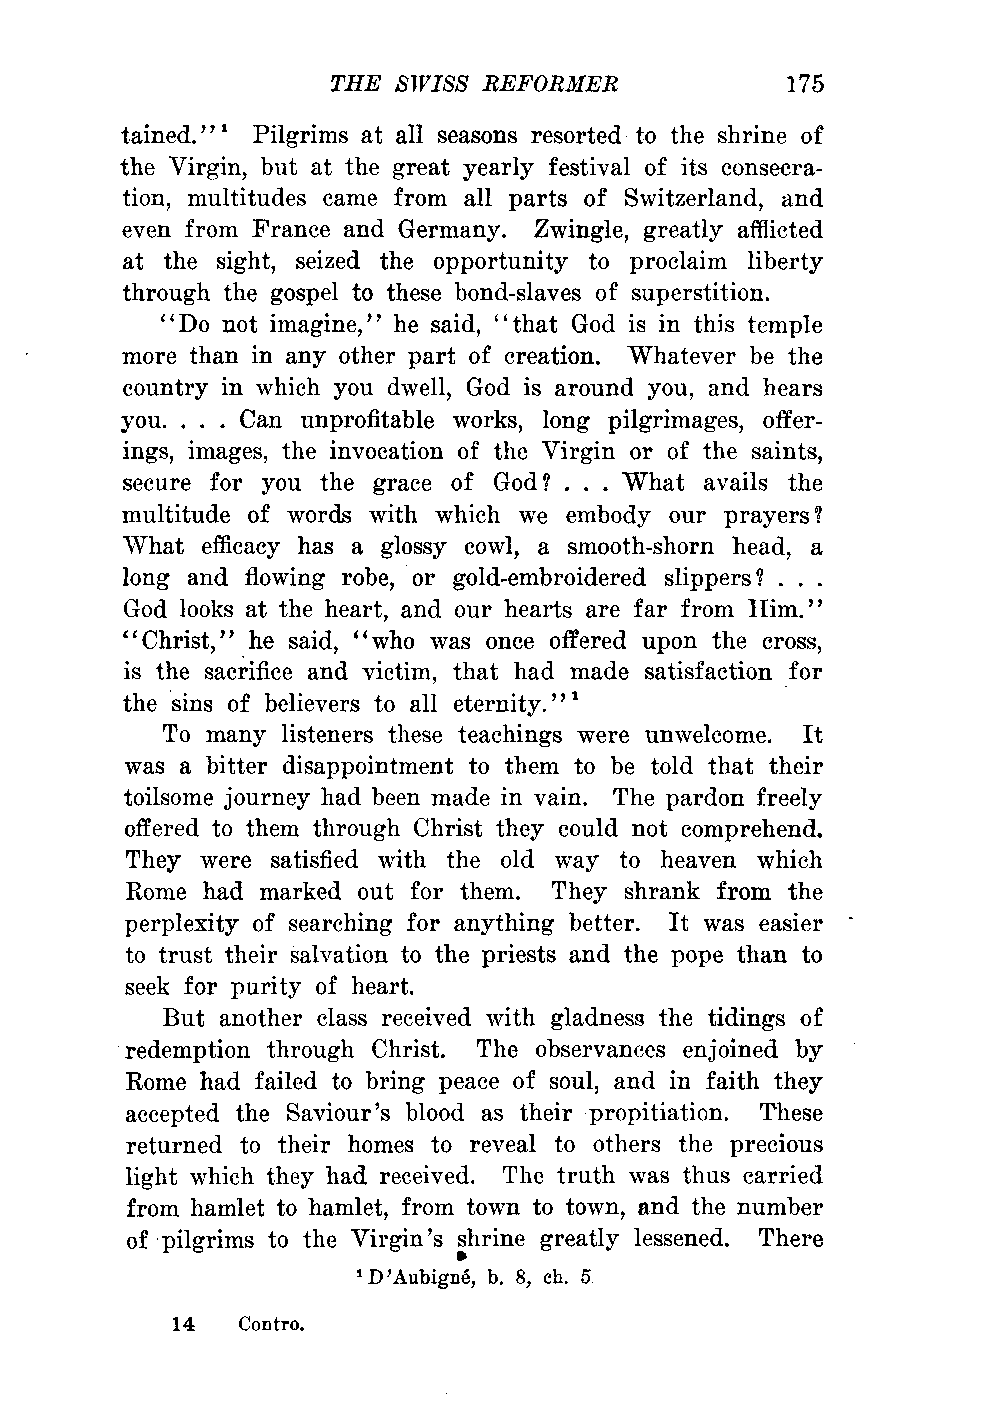 THE SWISS REFORMER 175
tained."¹ Pilgrims at all seasons resorted to the shrine of
the Virgin, but at the great yearly festival of its consecra-
tion, multitudes came from all parts of Switzerland, and
even from France and Germany. Zwingle, greatly afflicted
at the sight, seized the opportunity to proclaim liberty
through the gospel to these bond-slaves of superstition.
"Do not imagine," he said, "that God is in this temple
more than in any other part of creation. Whatever be the
country in which you dwell, God is around you, and hears
you. . . . Can unprofitable works, long pilgrimages, offer-
ings, images, the invocation of the Virgin or of the saints,
secure for you the grace of God? . . . What avails the
multitude of words with which we embody our prayers?
What efficacy has a glossy cowl, a smooth-shorn head, a
long and flowing robe, or gold-embroidered slippers? . . .
God looks at the heart, and our hearts are far from Him."
"Christ," he said, "who was once offered upon the cross,
is the sacrifice and victim, that had made satisfaction for
the sins of believers to all eternity."¹
To many listeners these teachings were unwelcome. It
was a bitter disappointment to them to be told that their
toilsome journey had been made in vain. The pardon freely
offered to them through Christ they could not comprehend.
They were satisfied with the old way to heaven which
Rome had marked out for them. They shrank from the
perplexity of searching for anything better. It was easier
to trust their salvation to the priests and the pope than to
seek for purity of heart.
But another class received with gladness the tidings of
redemption through Christ. The observances enjoined by
Rome had failed to bring peace of soul, and in faith they
accepted the Saviour's blood as their propitiation. These
returned to their homes to reveal to others the precious
light which they had received. The truth was thus carried
from hamlet to hamlet, from town to town, and the number
of pilgrims to the Virgin's shrine greatly lessened. There
¹ D'Aubigné, b. 8, ch. 5
14 Contro.